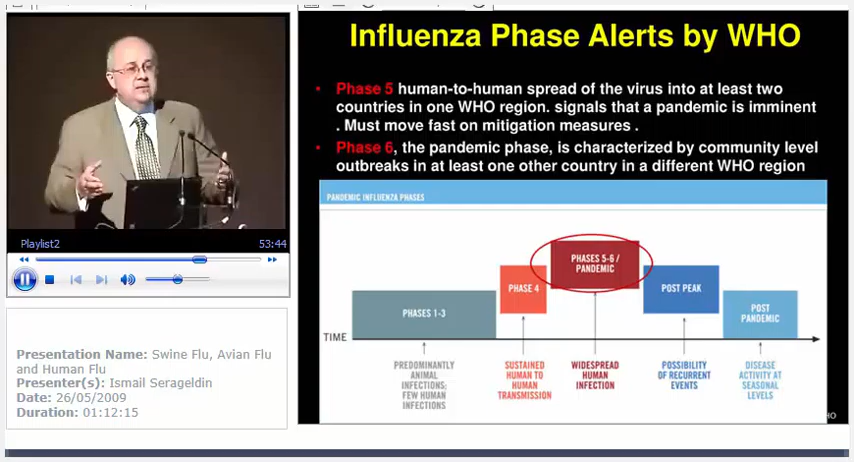 Influenza Phase Alerts by WHO
• Phase 5 human-to-human spread of the virus into at least two
countries in one WHO region. signals that a pandemic is imminent
. Must move fast on mitigation measures .
• Phase 6, the pandemic phase, is characterized by community level
outbreaks in at least one other country in a different WHO region
PANDEMIC INFLUENZA PHASES
PHASES 1-3
PHASE 4
PHASES 5-6 /
PANDEMIC
POST PEAK
POST
PANDEMIC
TIME
PREDOMINANTLY
ANIMAL
INFECTIONS;
FEW HUMAN
INFECTIONS
SUSTAINED
HUMAN TO
HUMAN
TRANSMISSION
WIDESPREAD
HUMAN
INFECTION
POSSIBILITY
OF RECURRENT
EVENTS
DISEASE
ACTIVITY AT
SEASONAL
LEVELS
Playlist2 53:44
Presentation Name: Swine Flu, Avian Flu
and Human Flu
Presenter(s): Ismail Serageldin
Date: 26/05/2009
Duration: 01:12:15